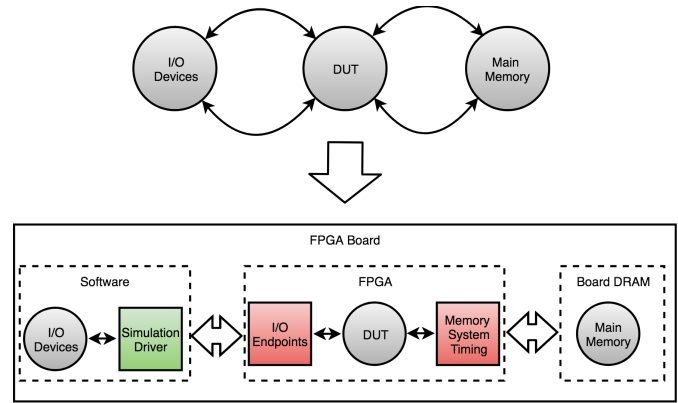 I/O
Devices
DUT
Main
Memory
FPGA Board
Software
FPGA
Board DRAM
I/O
Devices
Simulation
Driver
I/O
Endpoints
DUT
Memory
System
Timing
Main
Memory